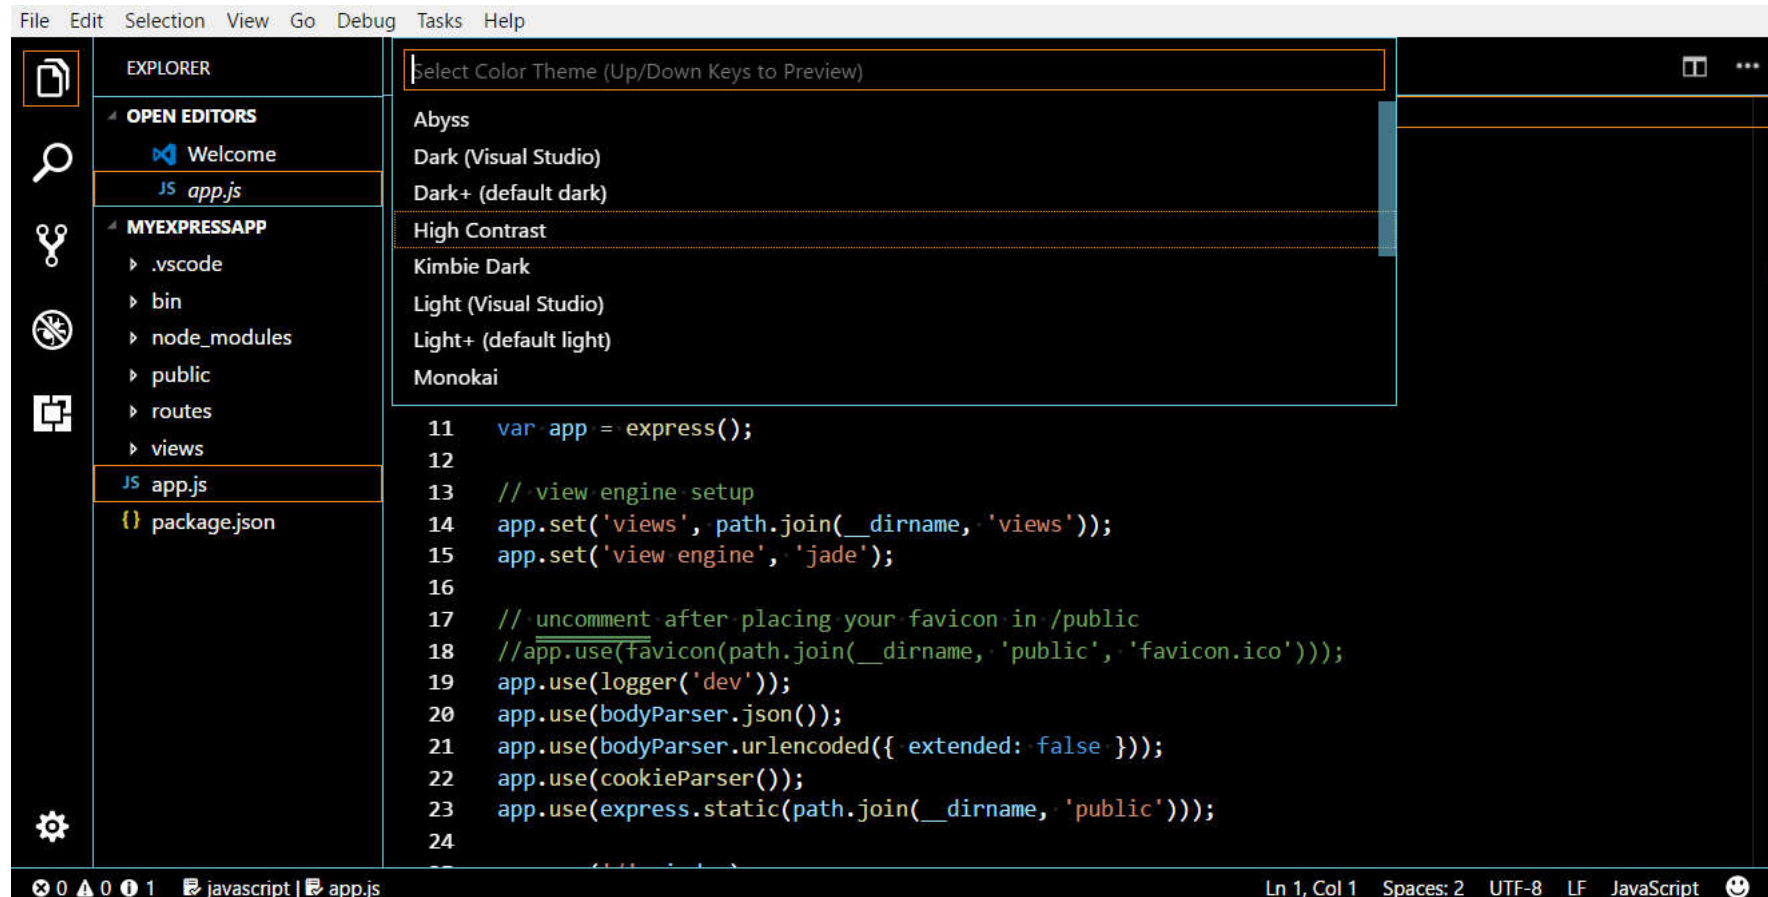 File Edit Selection View Go Debug Tasks Help
EXPLORER
OPEN EDITORS
Welcome
JS app.js
MYEXPRESSAPP
.vscode
bin
node_modules
public
routes
views
JS app.js
{} package.json
Select Color Theme (Up/Down Keys to Preview)
Abyss
Dark (Visual Studio)
Dark+ (default dark)
High Contrast
Kimbie Dark
Light (Visual Studio)
Light+ (default light)
Monokai
11 var app = express();
12
13 // view engine setup
14 app.set('views', path.join(__dirname, 'views'));
15 app.set('view engine', 'jade');
16
17 // uncomment after placing your favicon in /public
18 //app.use(favicon(path.join(__dirname, 'public', 'favicon.ico')));
19 app.use(logger('dev'));
20 app.use(bodyParser.json());
21 app.use(bodyParser.urlencoded({ extended: false }));
22 app.use(cookieParser());
23 app.use(express.static(path.join(__dirname, 'public')));
24
0 0 1 javascript | app.js Ln 1, Col 1 Spaces: 2 UTF-8 LF JavaScript